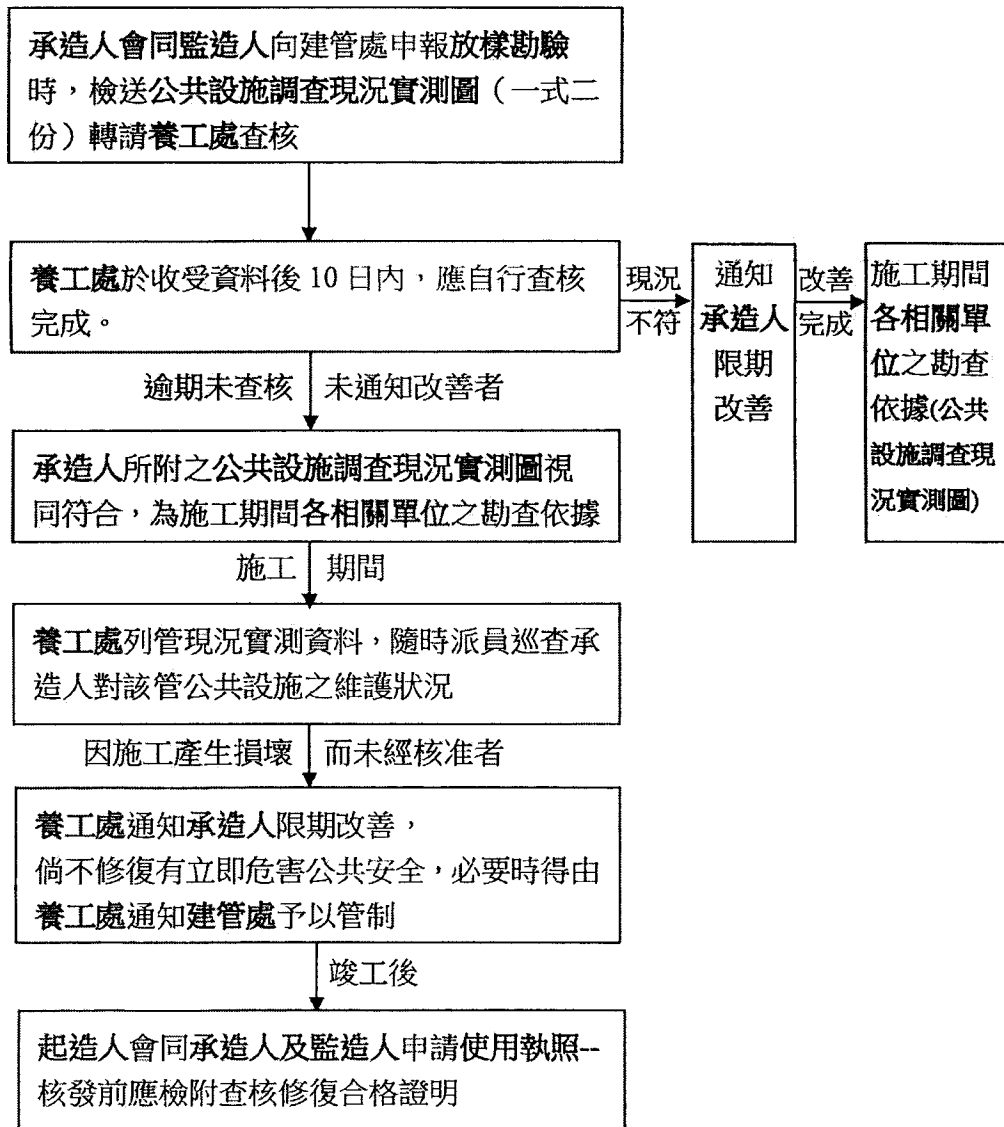 承造人會同監造人向建管處申報放樣勘驗
時，檢送公共設施調查現況實測圖（一式二
份）轉請養工處查核
養工處於收受資料後 10 日內，應自行查核
完成。
現況
不符
通知
承造人
限期
改善
改善
完成
施工期間
各相關單
位之勘查
依據(公共
設施調查現
況實測圖)
逾期未查核 未通知改善者
承造人所附之公共設施調查現況實測圖視
同符合，為施工期間各相關單位之勘查依據
施工 期間
養工處列管現況實測資料，隨時派員巡查承
造人對該管公共設施之維護狀況
因施工產生損壞 而未經核准者
養工處通知承造人限期改善，
倘不修復有立即危害公共安全，必要時得由
養工處通知建管處予以管制
竣工後
起造人會同承造人及監造人申請使用執照--
核發前應檢附查核修復合格證明